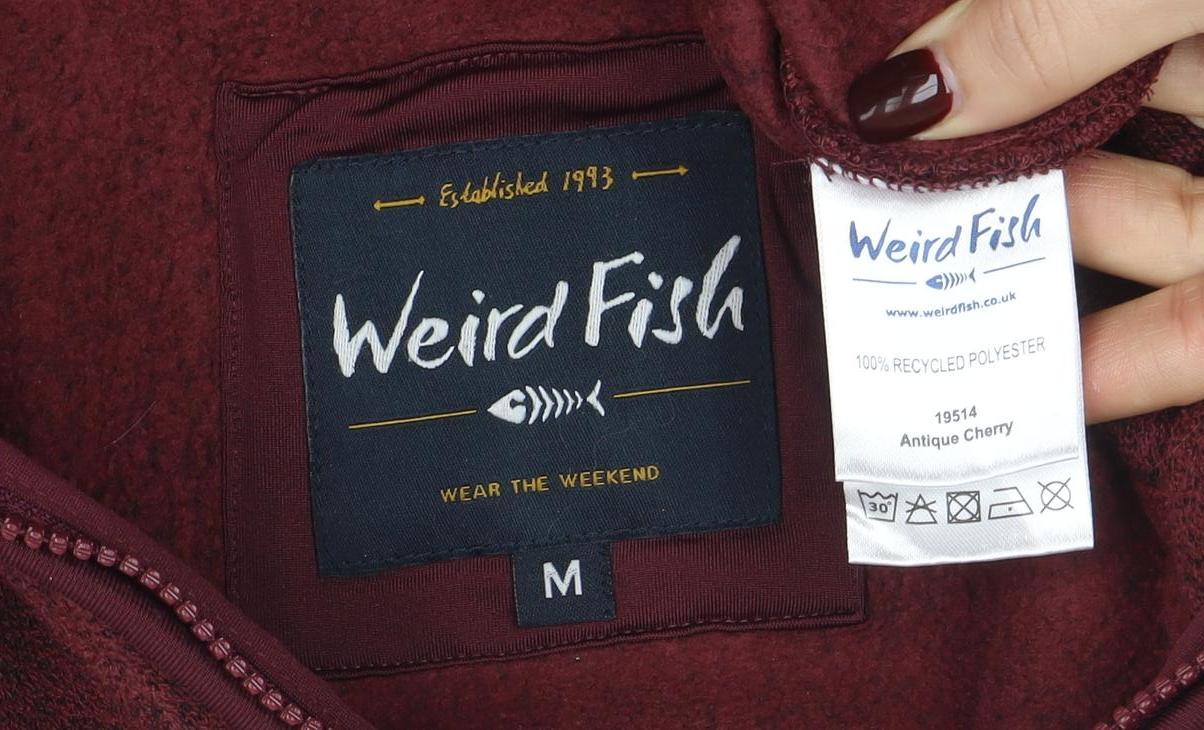 Established 1993
Weird Fish
WEAR THE WEEKEND
M
Weird Fish
www.weirdfish.co.uk
100% RECYCLED POLYESTER
19514
Antique Cherry
30°